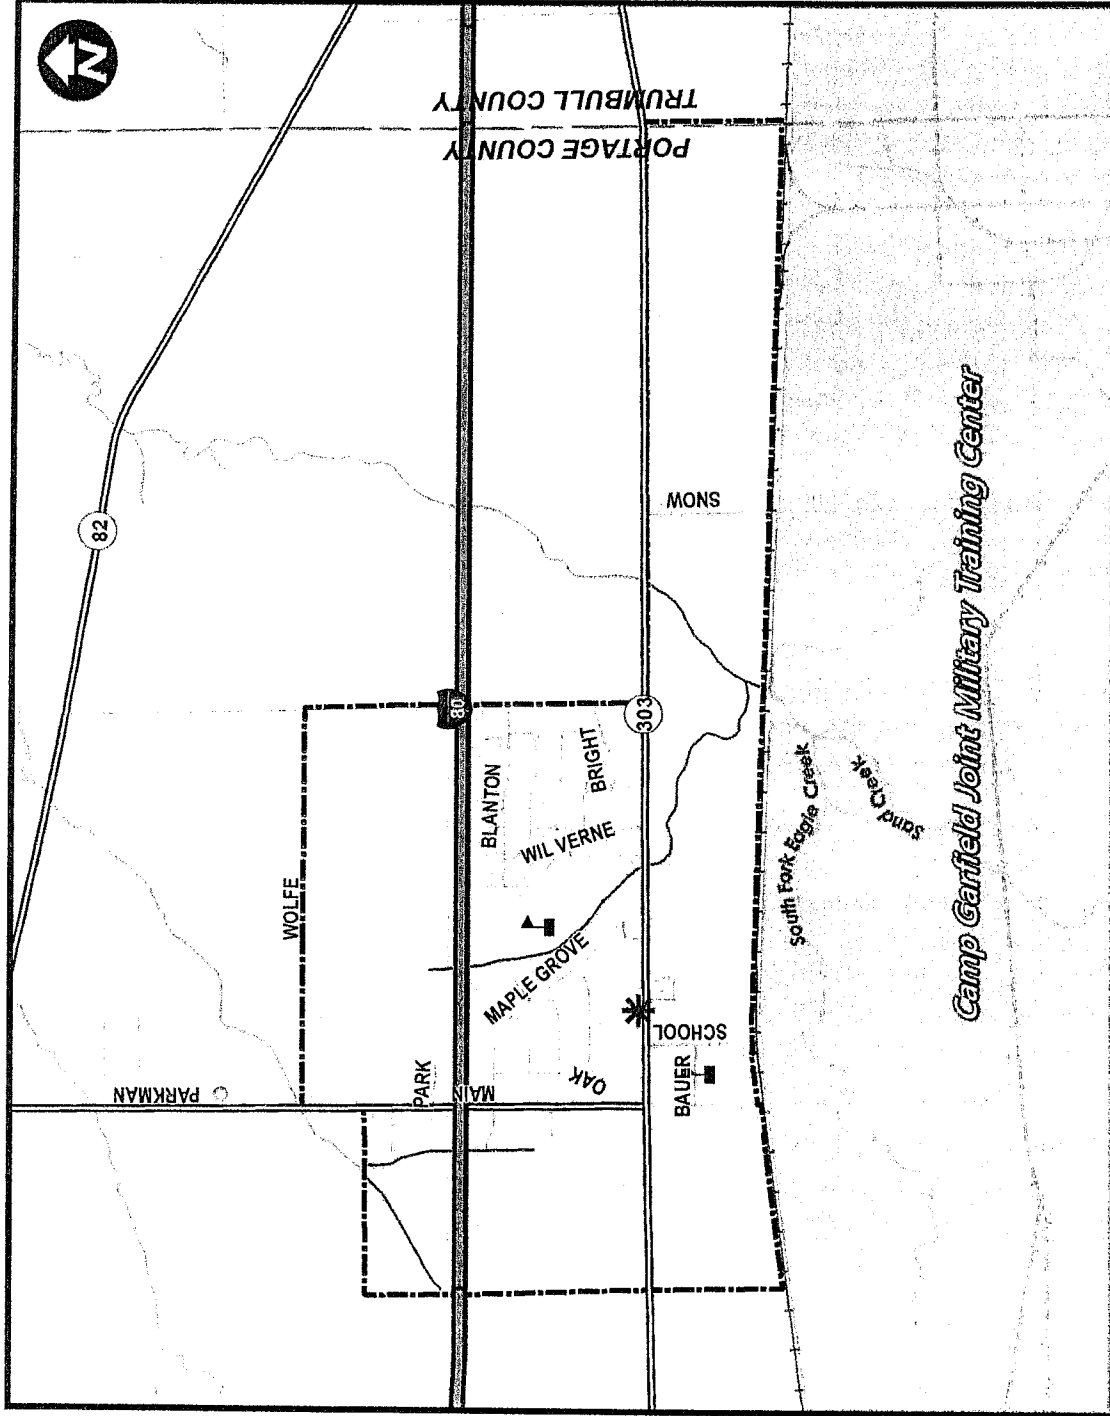 N
TRUMBULL COUNTY
PORTAGE COUNTY
82
PARKMAN
WOLFE
PARK
MAIN
80
BLANTON
BRIGHT
WIL VERNE
MAPLE GROVE
OAK
303
SNOW
SCHOOL
BAUER
South Fork Eagle Creek
Sand Creek
Camp Garfield Joint Military Training Center